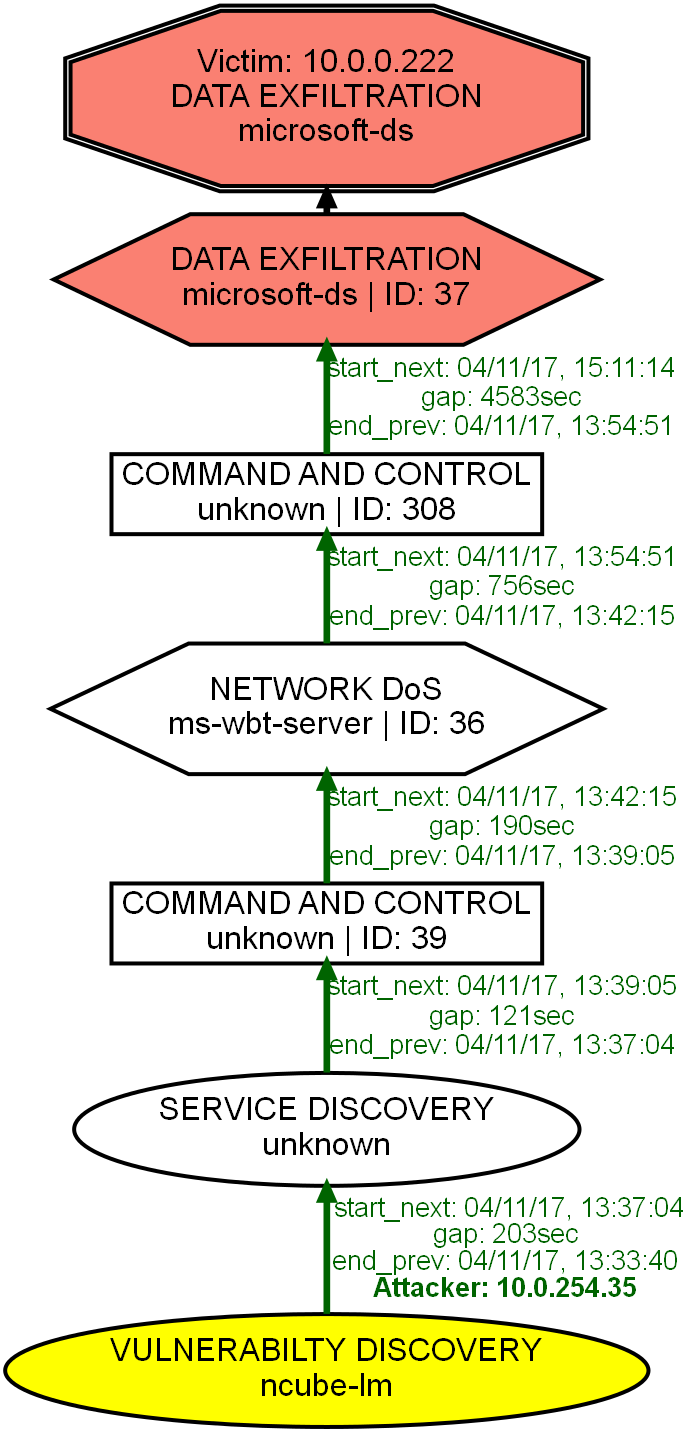 Victim: 10.0.0.222
DATA EXFILTRATION
microsoft-ds
DATA EXFILTRATION
microsoft-ds | ID: 37
start_next: 04/11/17, 15:11:14
gap: 4583sec
end_prev: 04/11/17, 13:54:51
COMMAND AND CONTROL
unknown | ID: 308
start_next: 04/11/17, 13:54:51
gap: 756sec
end_prev: 04/11/17, 13:42:15
NETWORK DoS
ms-wbt-server | ID: 36
start_next: 04/11/17, 13:42:15
gap: 190sec
end_prev: 04/11/17, 13:39:05
COMMAND AND CONTROL
unknown | ID: 39
start_next: 04/11/17, 13:39:05
gap: 121sec
end_prev: 04/11/17, 13:37:04
SERVICE DISCOVERY
unknown
start_next: 04/11/17, 13:37:04
gap: 203sec
end_prev: 04/11/17, 13:33:40
Attacker: 10.0.254.35
VULNERABILTY DISCOVERY
ncube-lm